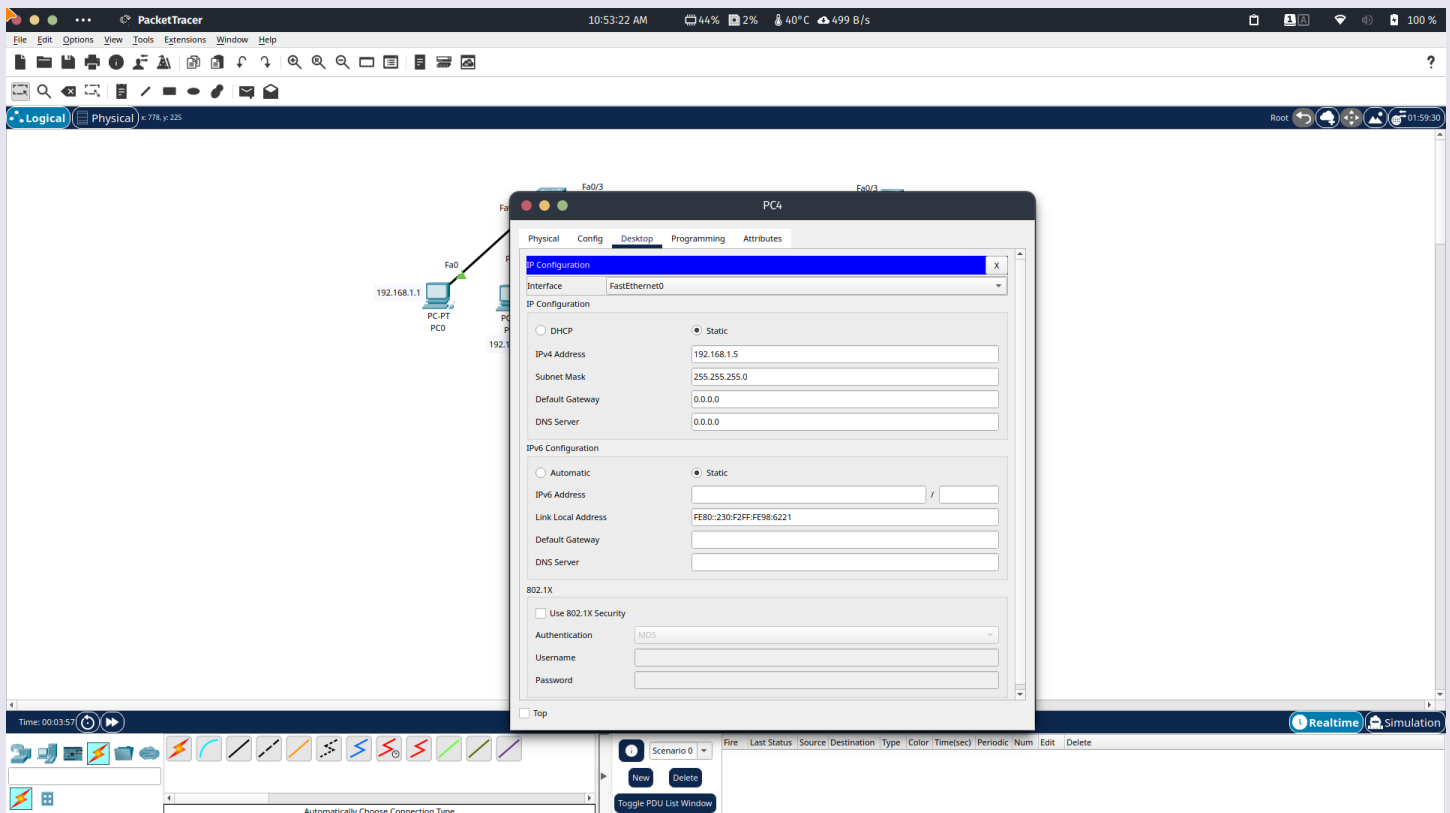 PacketTracer 10:53:22 AM 44% 2% 40°C 499 B/s 1 A 100 %
File Edit Options View Tools Extensions Window Help
?
Logical Physical x: 778, y: 225 Root 01:59:30
Fa0/3 Fa0/3
PC4
Fa
Physical Config Desktop Programming Attributes
Fa0
IP Configuration X
Interface FastEthernet0
192.168.1.1
IP Configuration
PC-PT
PC0
DHCP Static
192.1
IPv4 Address 192.168.1.5
Subnet Mask 255.255.255.0
Default Gateway 0.0.0.0
DNS Server 0.0.0.0
IPv6 Configuration
Automatic Static
IPv6 Address /
Link Local Address FE80::230:F2FF:FE98:6221
Default Gateway
DNS Server
802.1X
Use 802.1X Security
Authentication MD5
Username
Password
Top
Time: 00:03:57 Realtime Simulation
Scenario 0 Fire Last Status Source Destination Type Color Time(sec) Periodic Num Edit Delete
New Delete
Toggle PDU List Window
Automatically Choose Connection Type